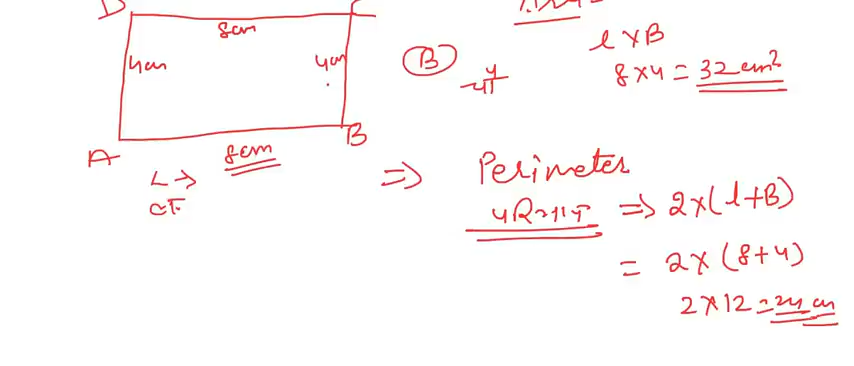 D
8cm
4cm
4cm
B
l × B
8 × 4 = 32 cm²
A
8cm
B
L →
⇒ Perimeter
⇒ 2 × (l + B)
= 2 × (8 + 4)
2 × 12 = 24 cm